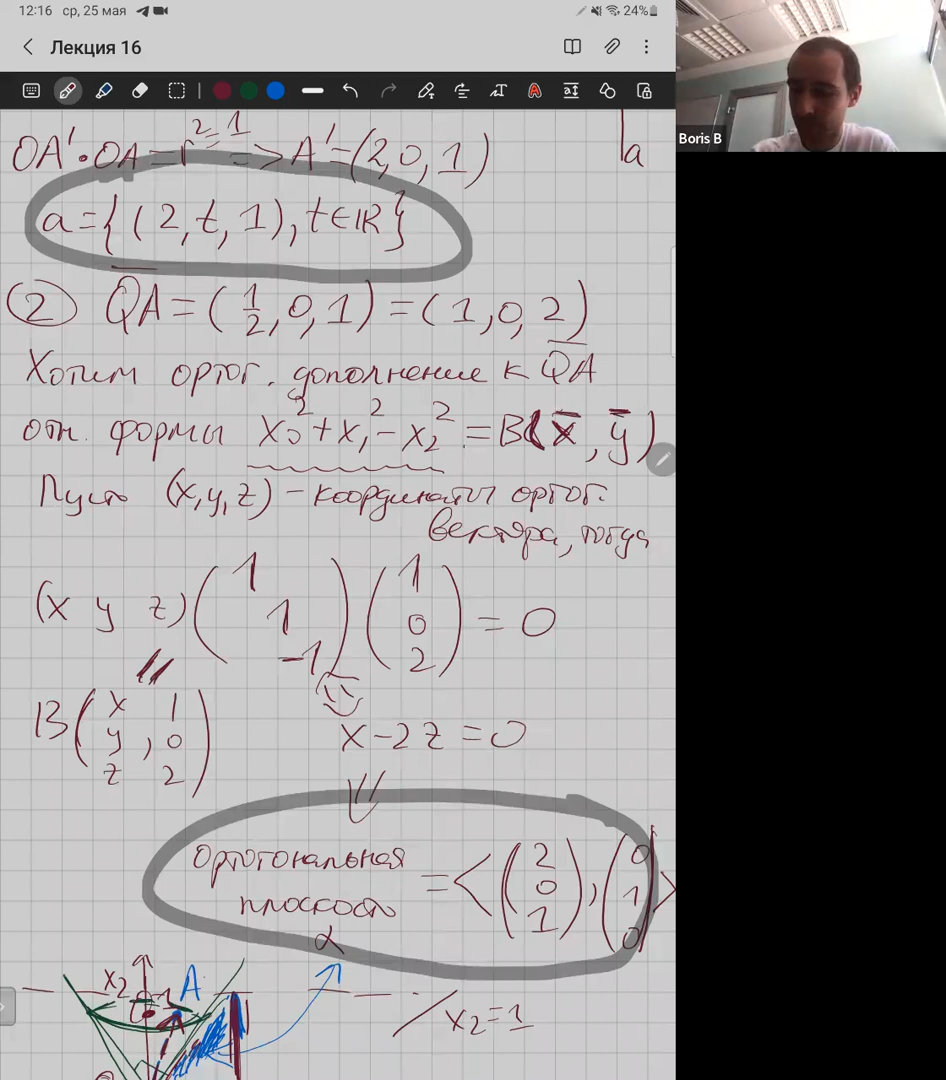 12:16 ср, 25 мая
24%
Лекция 16
Boris B
OA'·OA=r²=1 => A'=(2,0,1)
a
a={(2,t,1), t∈ℝ}
② Q̅A̅=(1/2,0,1)=(1,0,2)
Хотим ортог. дополнение к Q̅A̅
отн. формы x₀²+x₁²-x₂²=B(x̄,ȳ)
Пусть (x,y,z) - координаты ортог.
вектора, тогда
(x y z) (1 1 -1) (1 0 2) = 0
B (x y z , 1 0 2)
x-2z=0
⇓
Ортогональная
плоскость = <(2 0 1),(0 1 0)>
α
x₂ 1 A
x₂=1